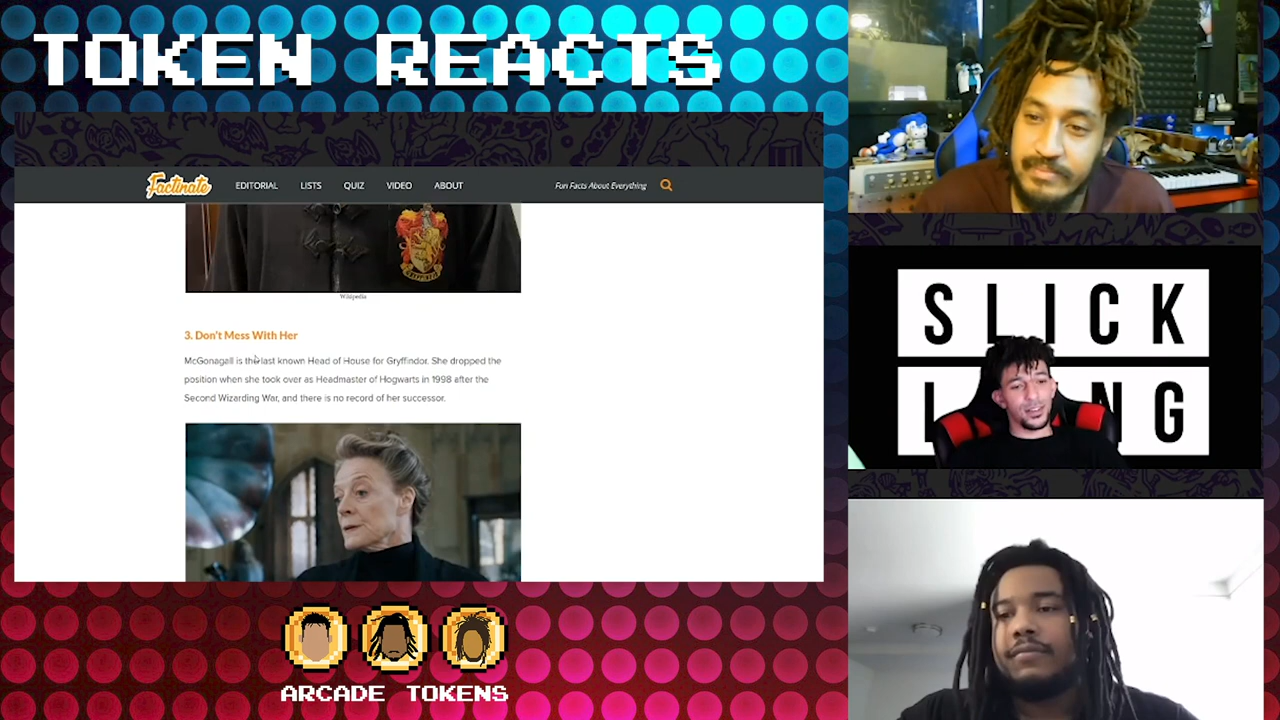 TOKEN REACTS
Factinate
EDITORIAL LISTS QUIZ VIDEO ABOUT
Fun Facts About Everything
Wikipedia
3. Don't Mess With Her
McGonagall is the last known Head of House for Gryffindor. She dropped the
position when she took over as Headmaster of Hogwarts in 1998 after the
Second Wizarding War, and there is no record of her successor.
SLICK
ARCADE TOKENS